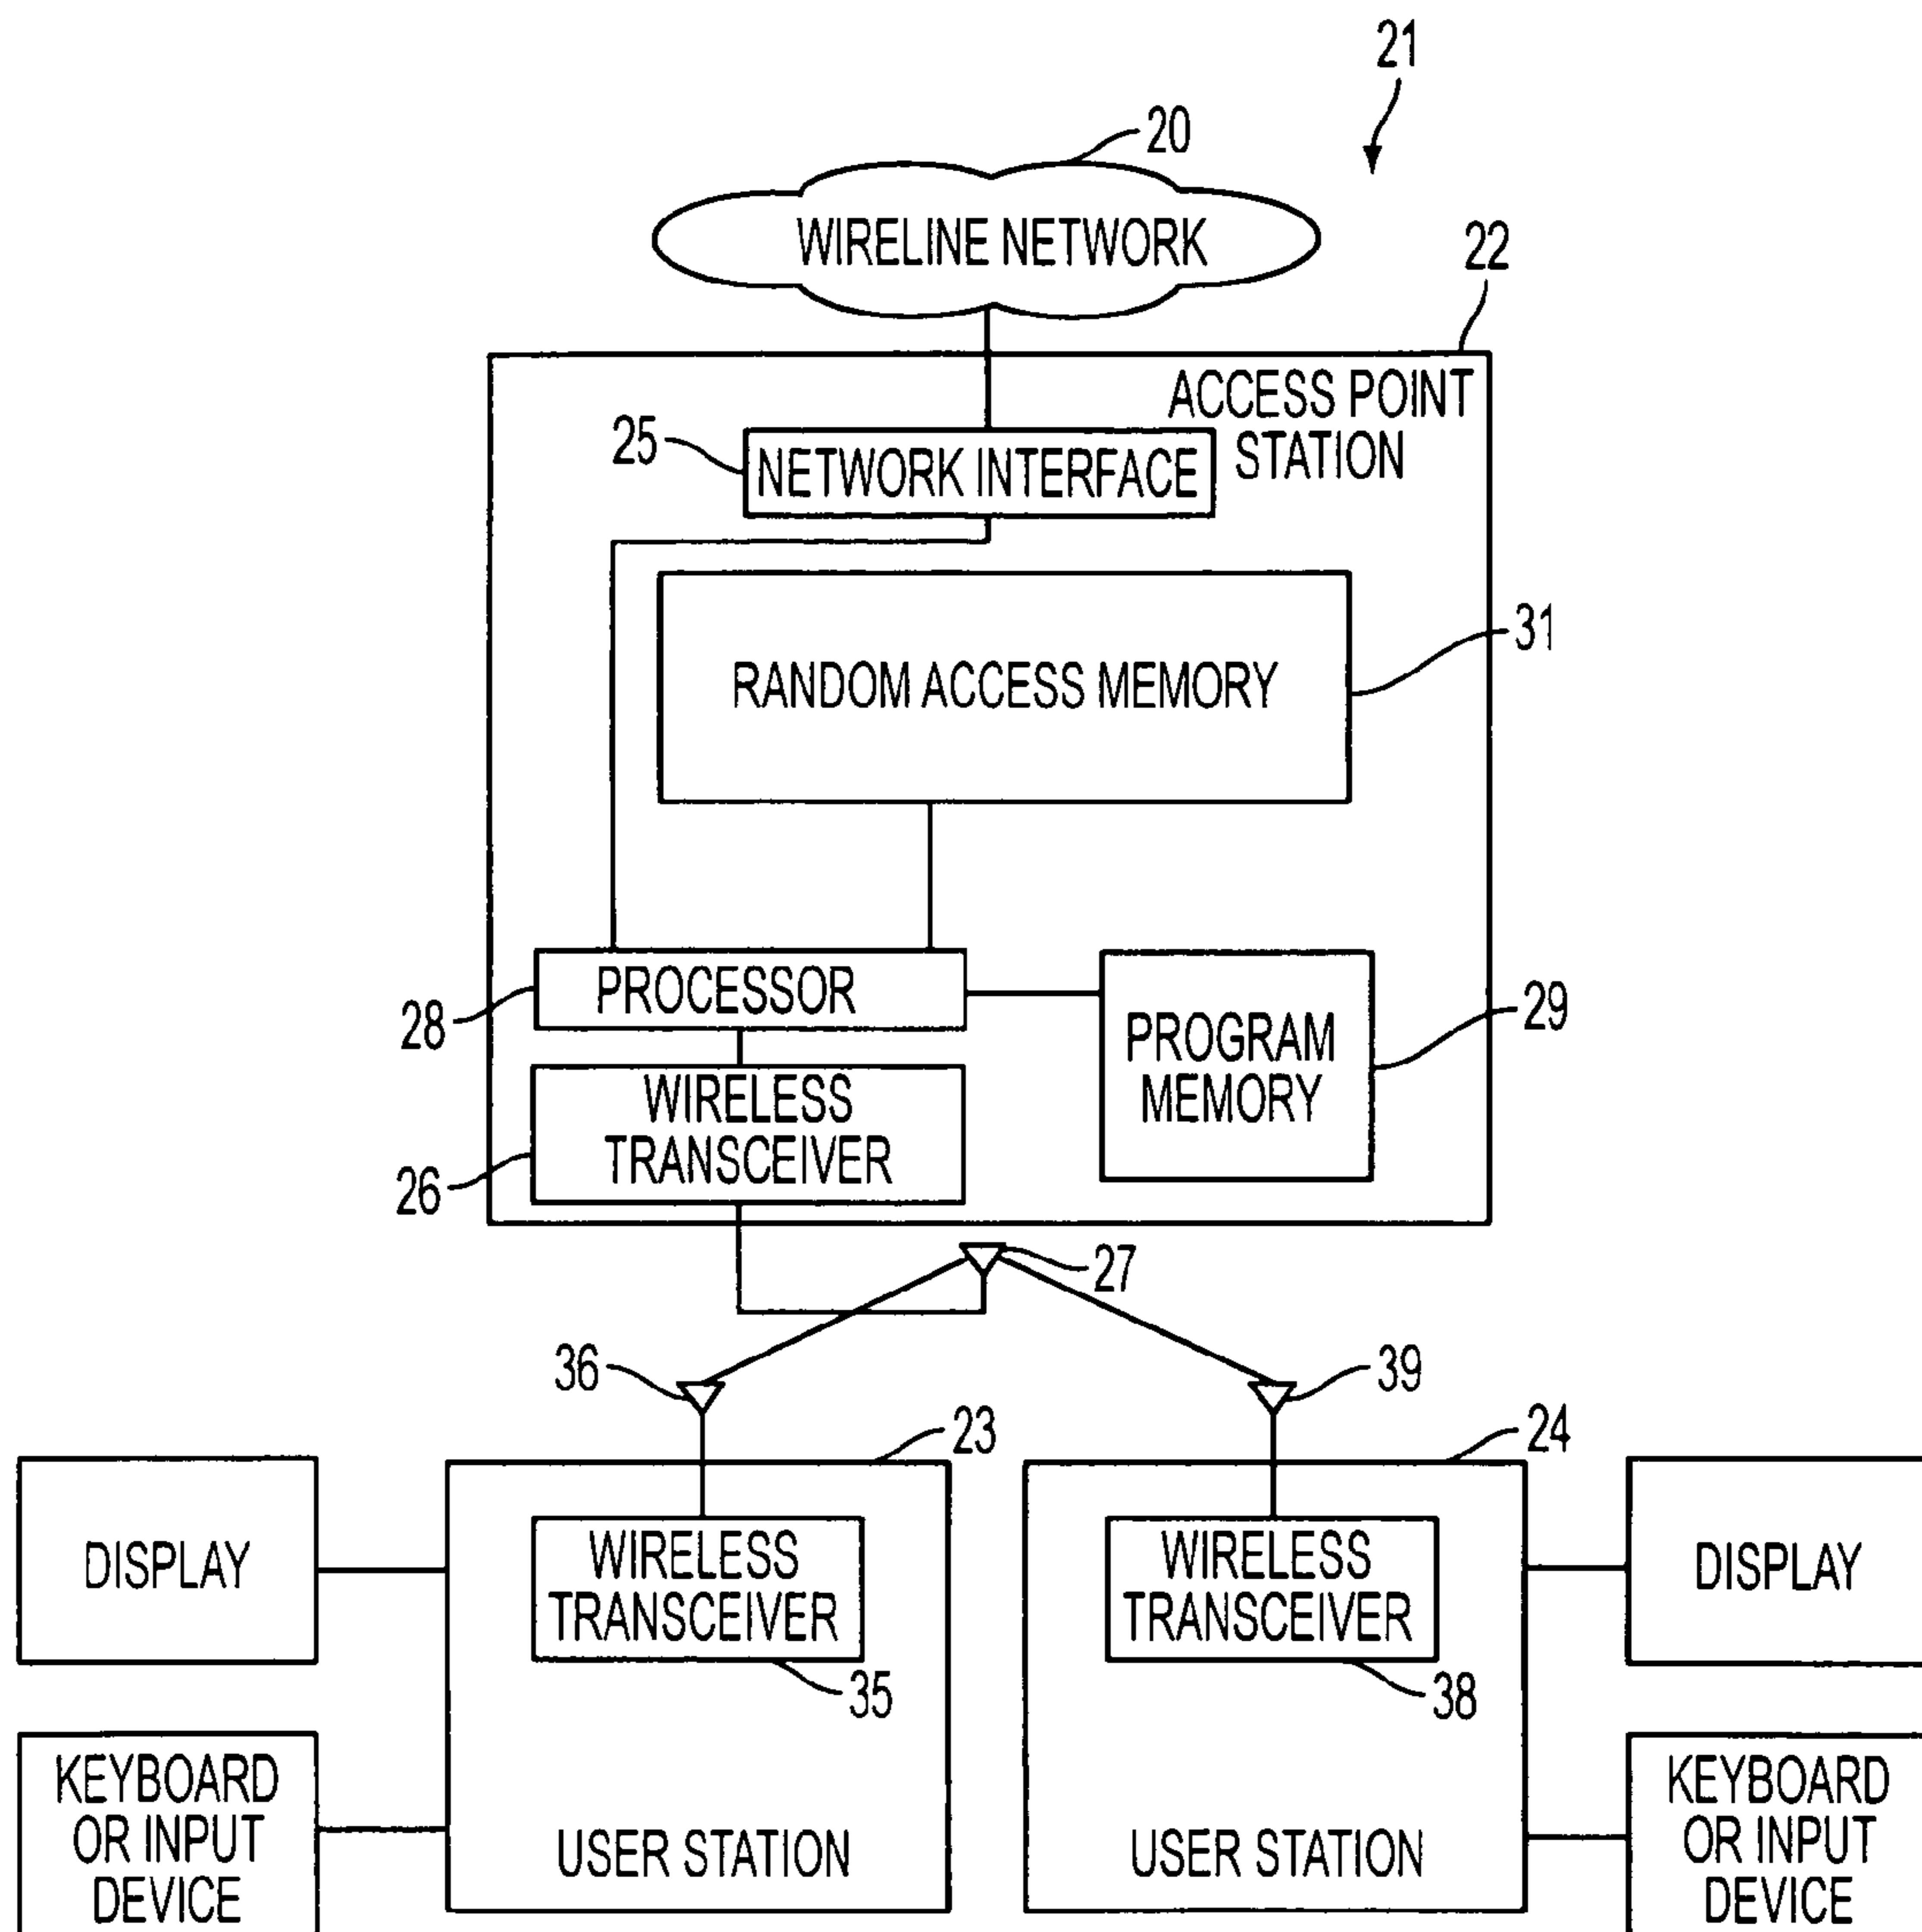 21
20
WIRELINE NETWORK
22
ACCESS POINT
STATION
25
NETWORK INTERFACE
31
RANDOM ACCESS MEMORY
28
PROCESSOR
29
PROGRAM
MEMORY
26
WIRELESS
TRANSCEIVER
27
36
39
23
24
DISPLAY
WIRELESS
TRANSCEIVER
35
WIRELESS
TRANSCEIVER
38
DISPLAY
KEYBOARD
OR INPUT
DEVICE
USER STATION
USER STATION
KEYBOARD
OR INPUT
DEVICE